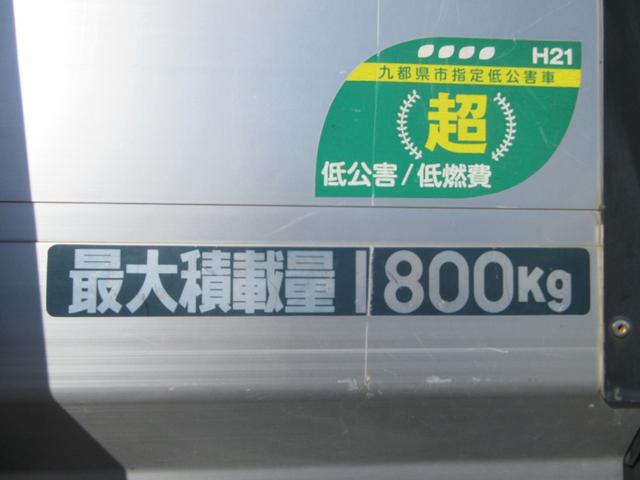 H21
九都県市指定低公害車
超
低公害/低燃費
最大積載量1800Kg